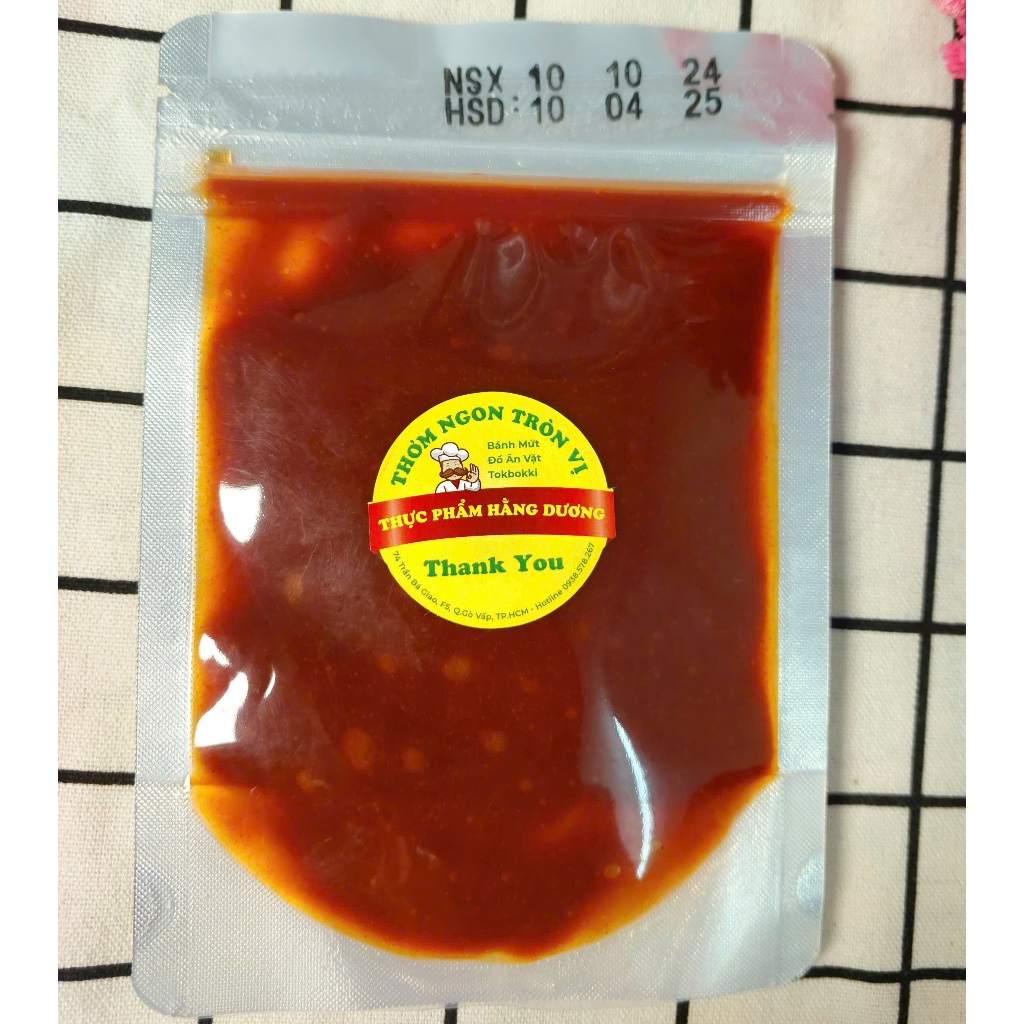 NSX 10 10 24
HSD: 10 04 25
THƠM NGON TRÒN VỊ
Bánh Mứt
Đồ Ăn Vặt
Tokbokki
THỰC PHẨM HẰNG DƯƠNG
Thank You
74 Trần Bá Giao, F5, Q.Gò Vấp, TP.HCM - Hotline 0938.578.267